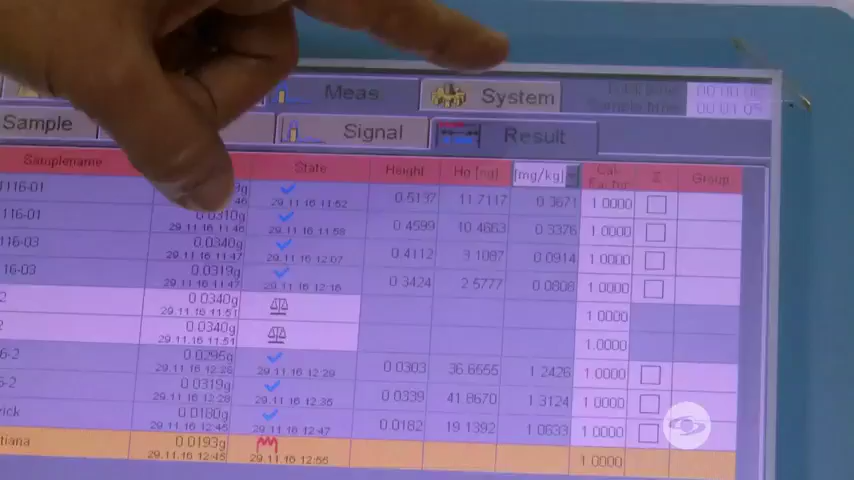 Meas System 00:00:00
00:01:09
Sample Signal Result
Samplename State Height Hg [ng] [mg/kg] Cal. Factor Σ Group
116-01 29.11.16 11:52 0.5137 11.7117 0.3671 1.0000
116-01 0.0310g 29.11.16 11:46 29.11.16 11:58 0.4599 10.4663 0.3376 1.0000
116-03 0.0340g 29.11.16 11:47 29.11.16 12:07 0.4112 3.1087 0.0914 1.0000
16-03 0.0319g 29.11.16 11:47 29.11.16 12:16 0.3424 2.5777 0.0808 1.0000
2 0.0340g 29.11.16 11:51 1.0000
2 0.0340g 29.11.16 11:51 1.0000
6-2 0.0295g 29.11.16 12:28 29.11.16 12:29 0.0303 36.6555 1.2426 1.0000
6-2 0.0319g 29.11.16 12:28 29.11.16 12:36 0.0339 41.8670 1.3124 1.0000
rick 0.0180g 29.11.16 12:45 29.11.16 12:47 0.0182 19.1392 1.0633 1.0000
tiana 0.0193g 29.11.16 12:45 29.11.16 12:56 1.0000